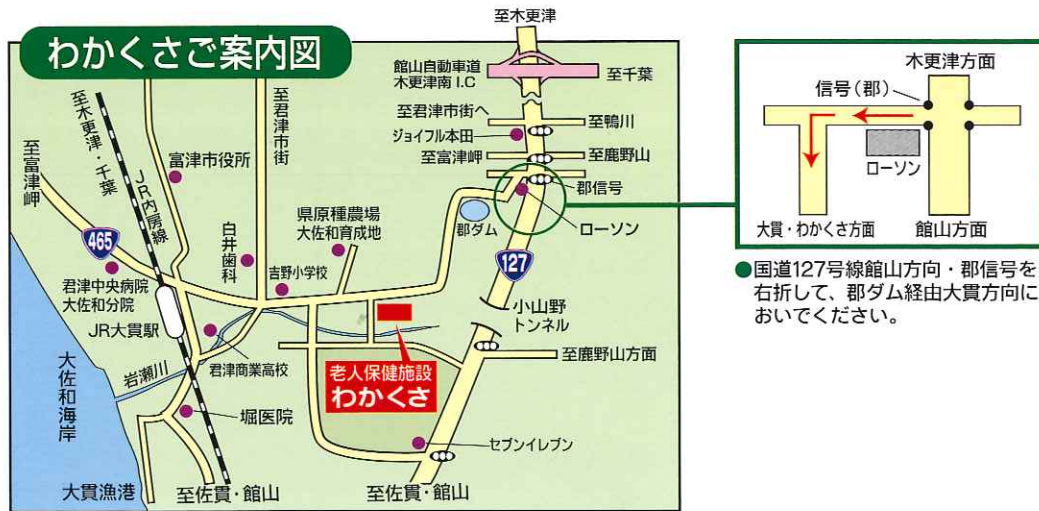 わかくさご案内図
至木更津
館山自動車道
木更津南 I.C
至千葉
至君津市街へ
至鴨川
ジョイフル本田
至富津岬
至鹿野山
郡信号
ローソン
郡ダム
127
小山野
トンネル
至鹿野山方面
セブンイレブン
至佐貫・館山
至木更津・千葉
JR内房線
至富津岬
465
富津市役所
至君津市街
白井歯科
県原種農場
大佐和育成地
吉野小学校
君津中央病院
大佐和分院
JR大貫駅
君津商業高校
岩瀬川
堀医院
大佐和海岸
大貫漁港
至佐貫・館山
老人保健施設
わかくさ
木更津方面
信号(郡)
ローソン
大貫・わかくさ方面
館山方面
●国道127号線館山方向・郡信号を
右折して、郡ダム経由大貫方向に
おいでください。